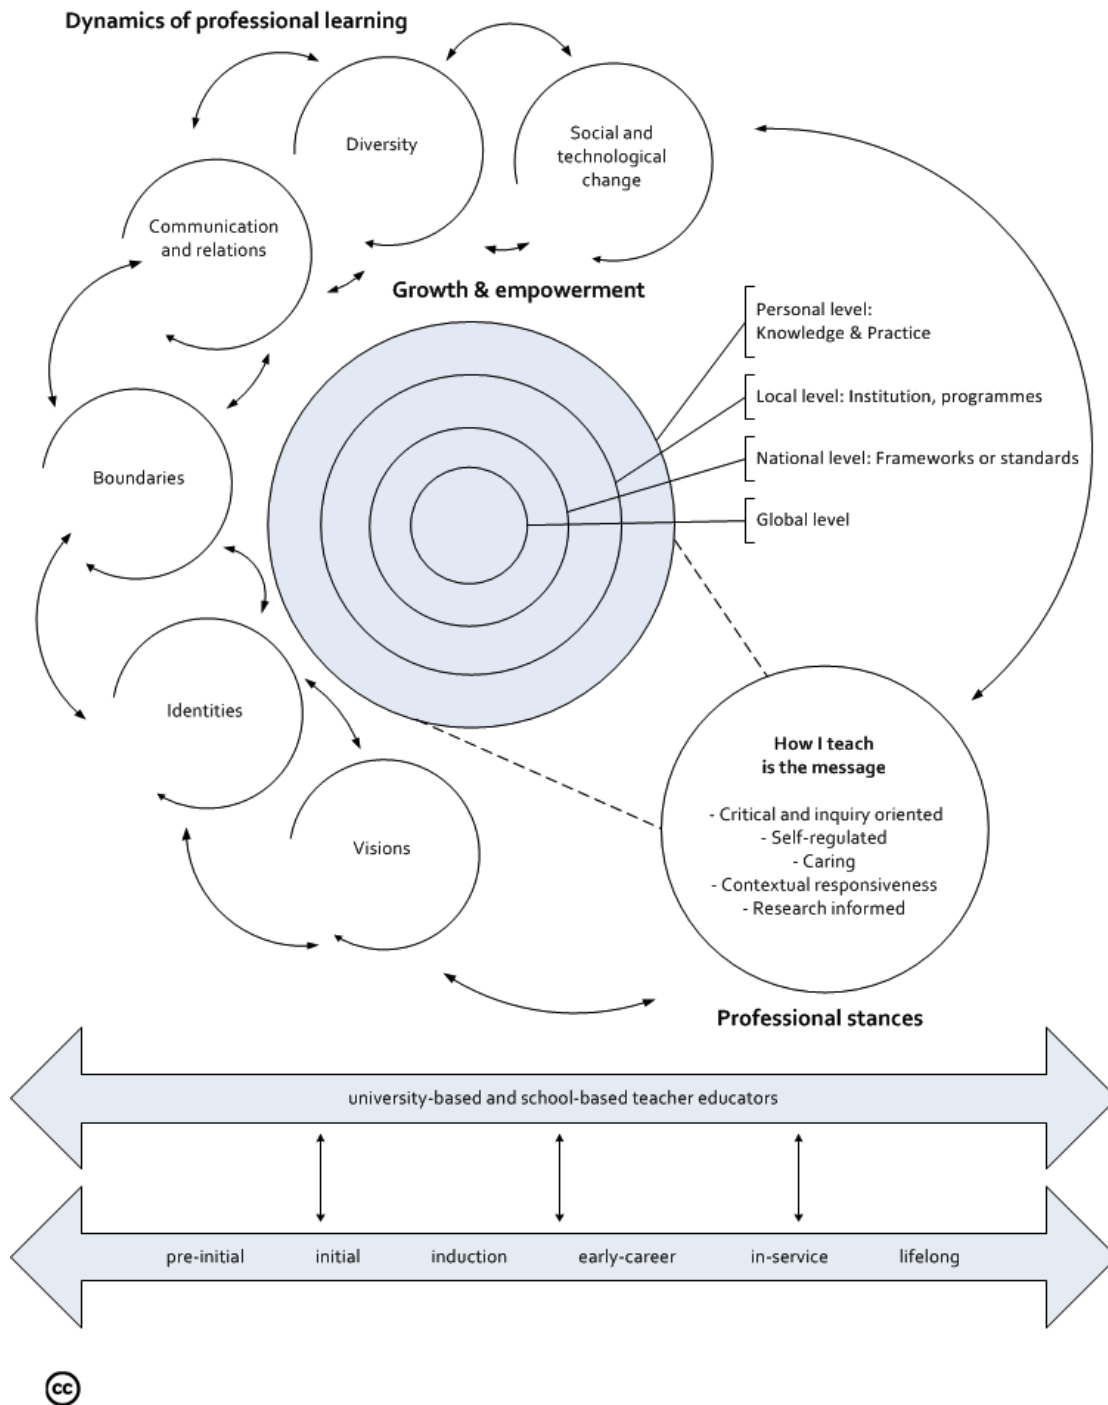 Dynamics of professional learning
Diversity
Social and
technological
change
Communication
and relations
Growth & empowerment
Personal level:
Knowledge & Practice
Local level: Institution, programmes
National level: Frameworks or standards
Global level
Boundaries
Identities
Visions
How I teach
is the message
- Critical and inquiry oriented
- Self-regulated
- Caring
- Contextual responsiveness
- Research informed
Professional stances
university-based and school-based teacher educators
pre-initial initial induction early-career in-service lifelong
cc